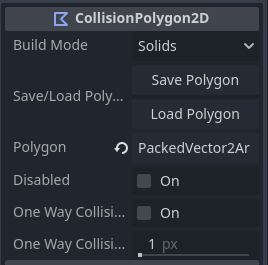 CollisionPolygon2D
Build Mode Solids
Save Polygon
Save/Load Poly...
Load Polygon
Polygon PackedVector2Ar
Disabled On
One Way Collisi... On
One Way Collisi... 1 px